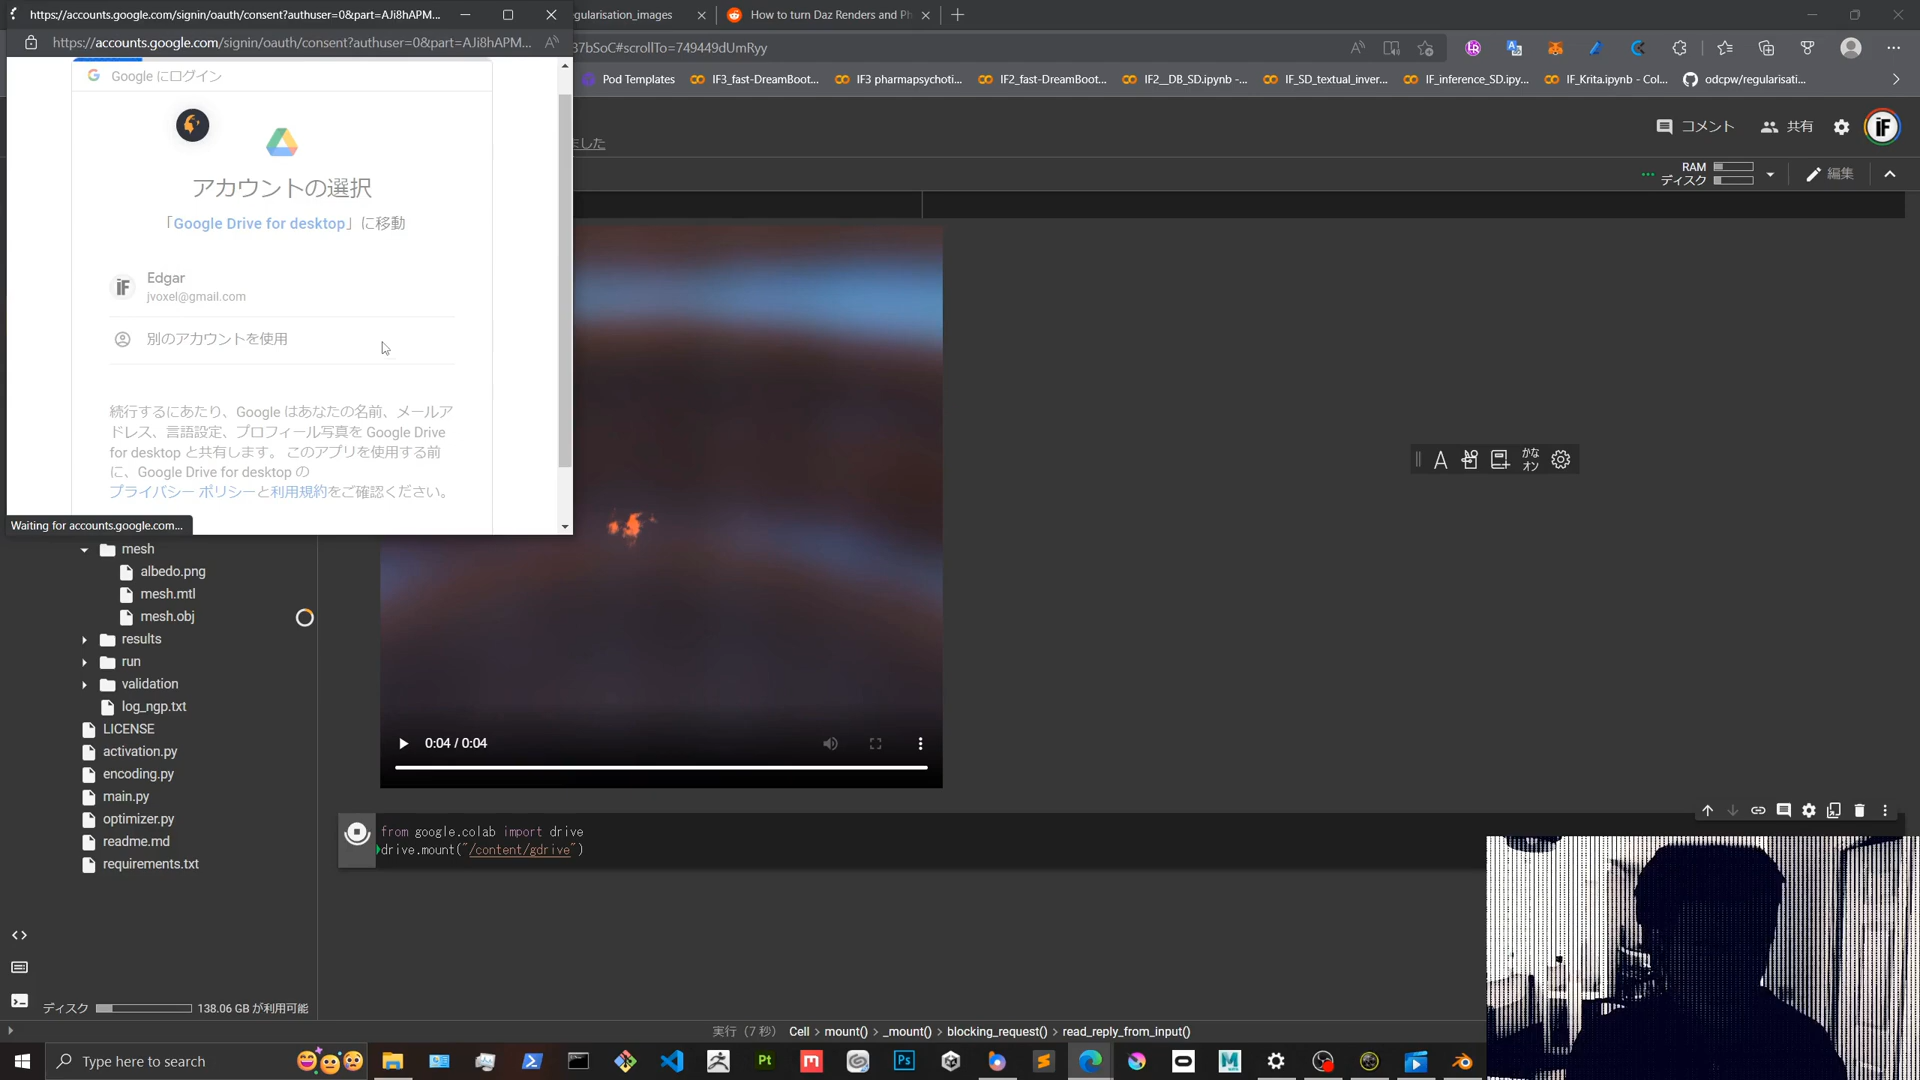 https://accounts.google.com/signin/oauth/consent?authuser=0&part=AJi8hAPM...
egularisation_images
How to turn Daz Renders and Ph
https://accounts.google.com/signin/oauth/consent?authuser=0&part=AJi8hAPM...
37bSoC#scrollTo=749449dUmRyy
Google にログイン
Pod Templates
IF3_fast-DreamBoot...
IF3 pharmapsychoti...
IF2_fast-DreamBoot...
IF2__DB_SD.ipynb -...
IF_SD_textual_inver...
IF_inference_SD.ipy...
IF_Krita.ipynb - Col...
odcpw/regularisati...
コメント
共有
iF
ました
RAM
ディスク
編集
アカウントの選択
「Google Drive for desktop」に移動
iF
Edgar
jvoxel@gmail.com
別のアカウントを使用
続行するにあたり、Google はあなたの名前、メールア
ドレス、言語設定、プロフィール写真を Google Drive
for desktop と共有します。このアプリを使用する前
に、Google Drive for desktop の
プライバシー ポリシーと利用規約をご確認ください。
A
かな
オン
Waiting for accounts.google.com...
mesh
albedo.png
mesh.mtl
mesh.obj
results
run
validation
log_ngp.txt
LICENSE
activation.py
encoding.py
main.py
optimizer.py
readme.md
requirements.txt
0:04 / 0:04
from google.colab import drive
drive.mount("/content/gdrive")
ディスク
138.06 GB が利用可能
実行 (7 秒) Cell > mount() > _mount() > blocking_request() > read_reply_from_input()
Type here to search
Pt
Ps